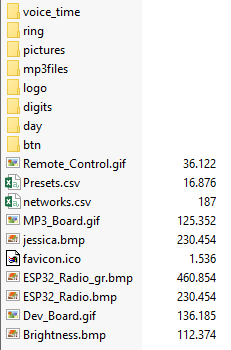 voice_time
ring
pictures
mp3files
logo
digits
day
btn
Remote_Control.gif 36.122
Presets.csv 16.876
networks.csv 187
MP3_Board.gif 125.352
jessica.bmp 230.454
favicon.ico 1.536
ESP32_Radio_gr.bmp 460.854
ESP32_Radio.bmp 230.454
Dev_Board.gif 136.185
Brightness.bmp 112.374